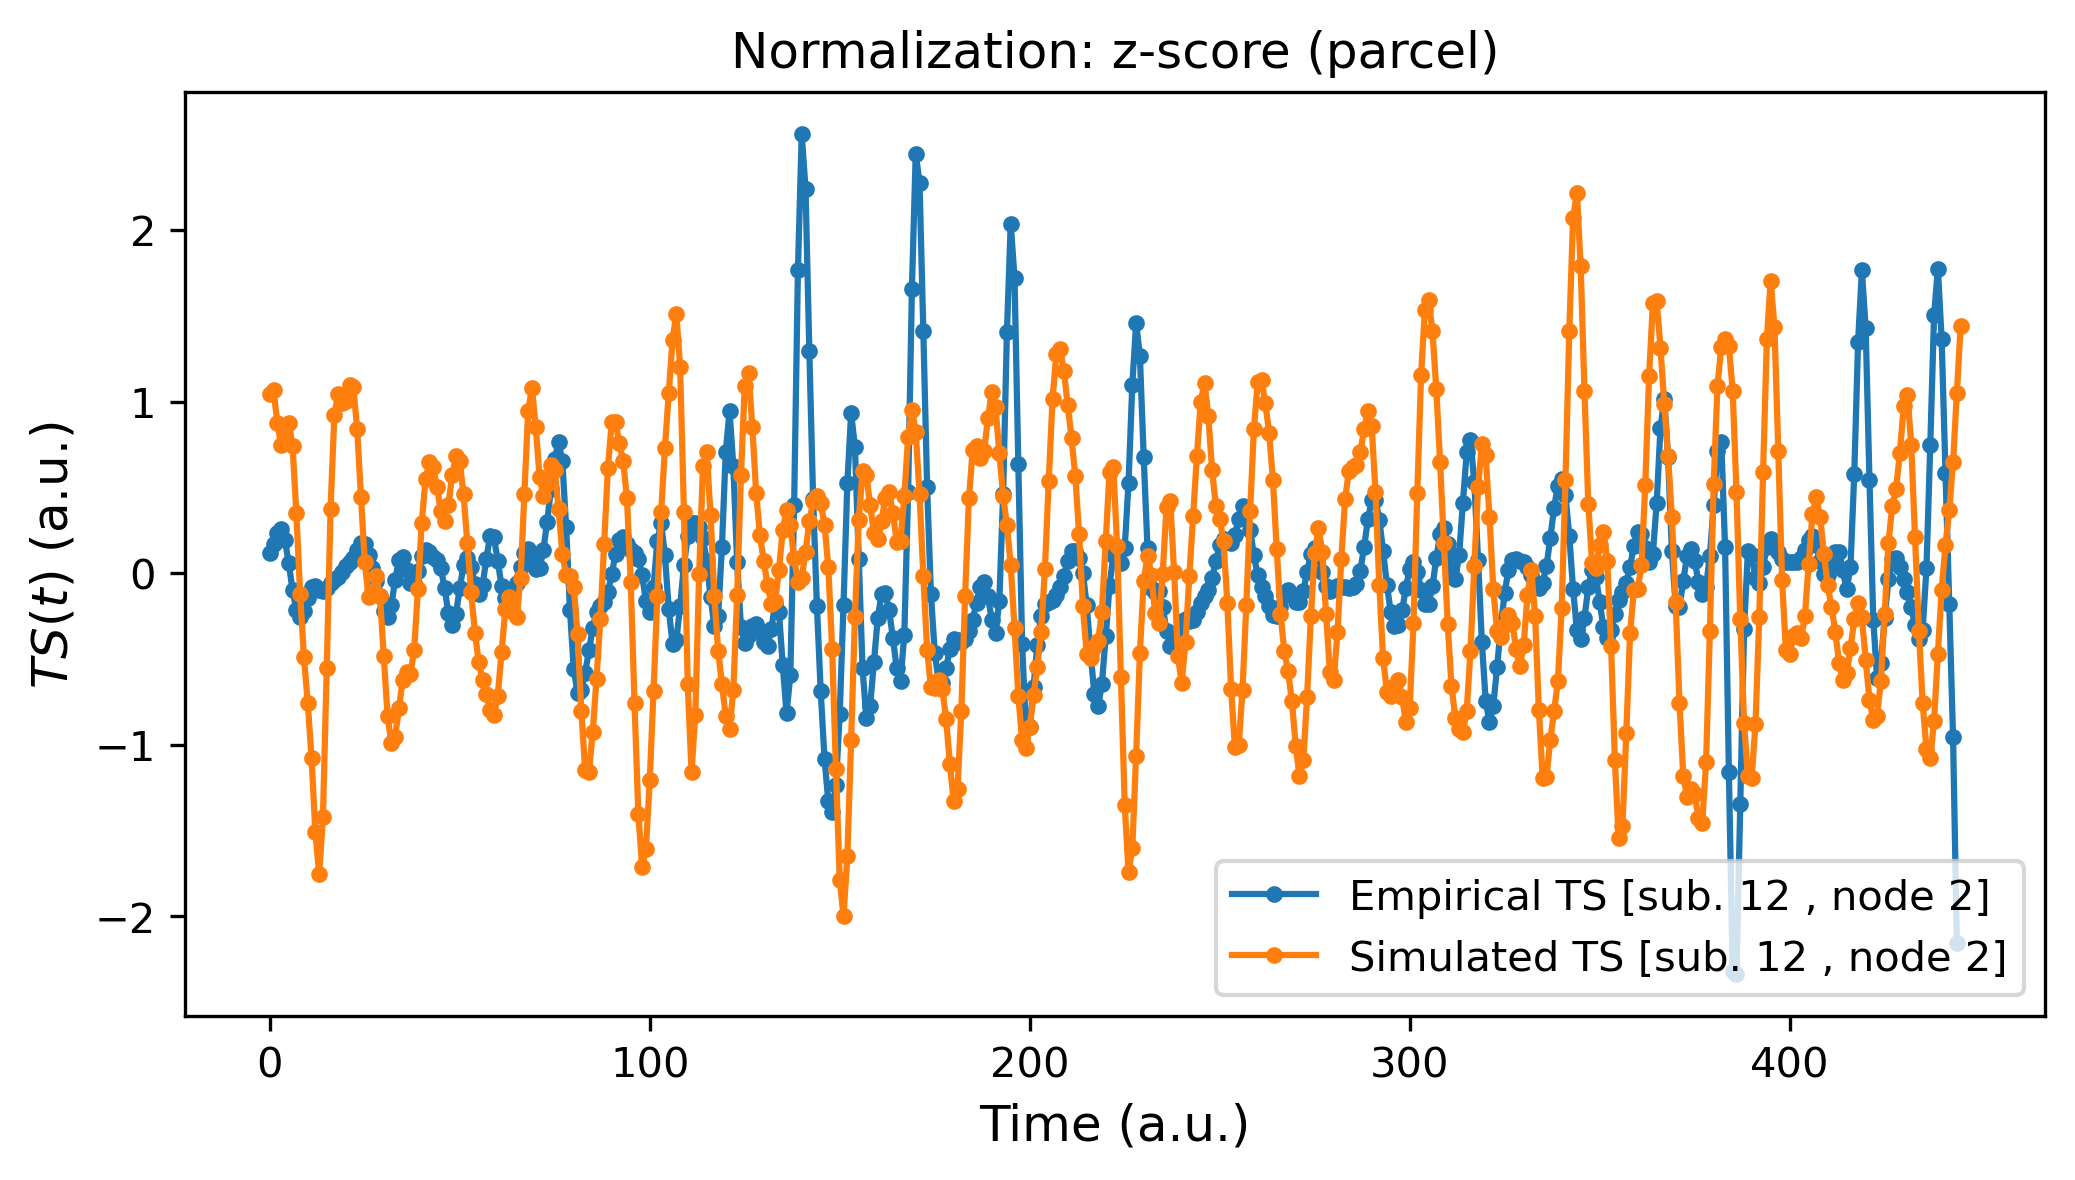 Normalization: z-score (parcel)
TS(t) (a.u.)
2
1
0
−1
−2
Empirical TS [sub. 12 , node 2]
Simulated TS [sub. 12 , node 2]
0 100 200 300 400
Time (a.u.)